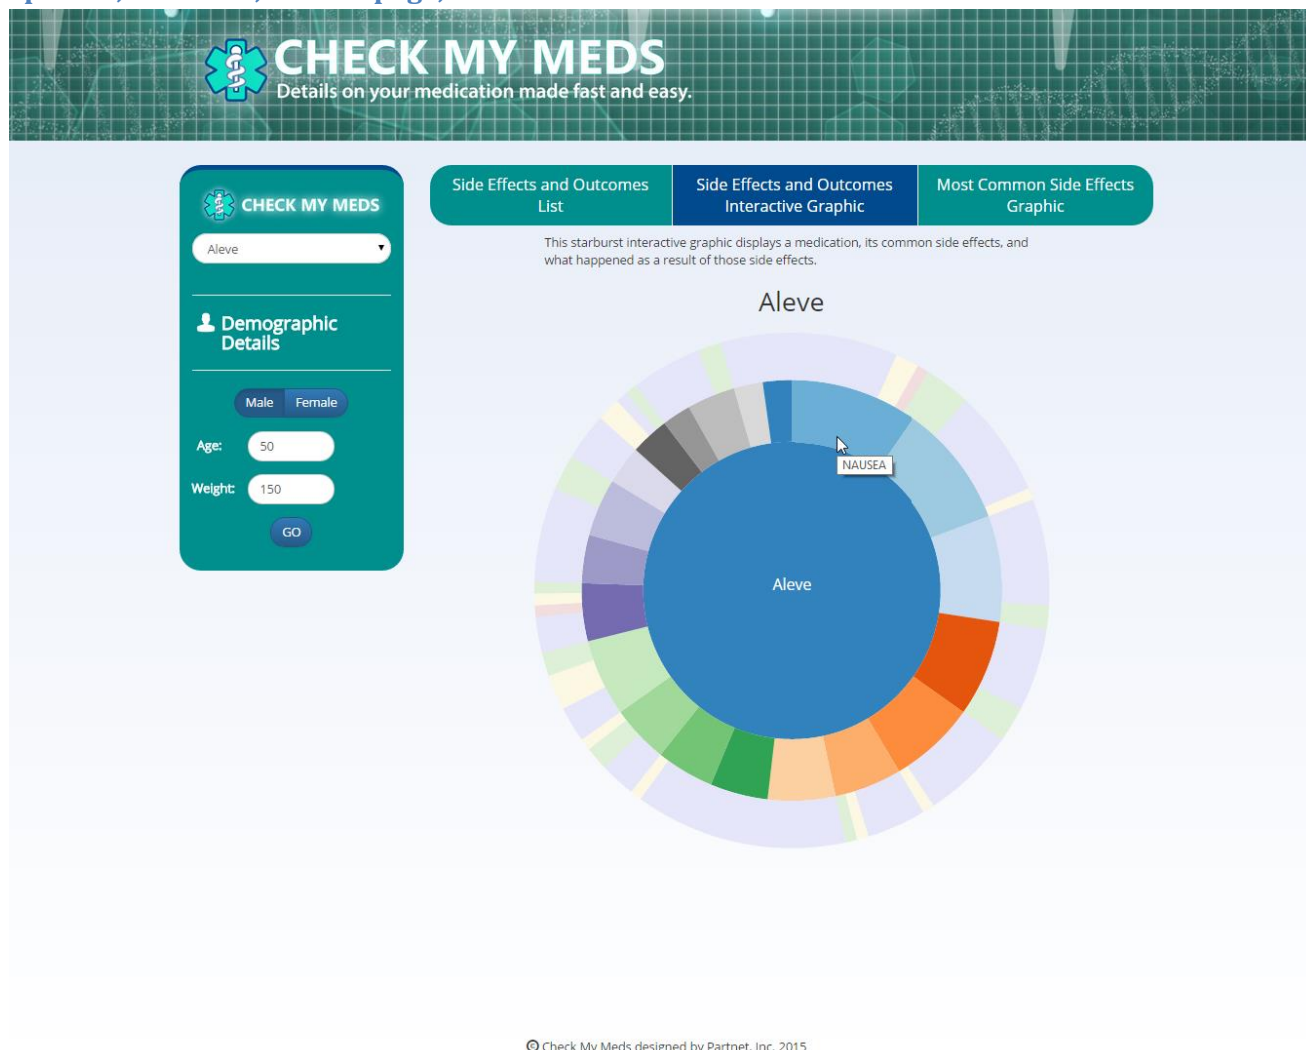 CHECK MY MEDS
Details on your medication made fast and easy.
CHECK MY MEDS
Aleve
Demographic
Details
Male Female
Age: 50
Weight: 150
GO
Side Effects and Outcomes
List
Side Effects and Outcomes
Interactive Graphic
Most Common Side Effects
Graphic
This starburst interactive graphic displays a medication, its common side effects, and
what happened as a result of those side effects.
Aleve
NAUSEA
Aleve
© Check My Meds designed by Partnet, Inc. 2015